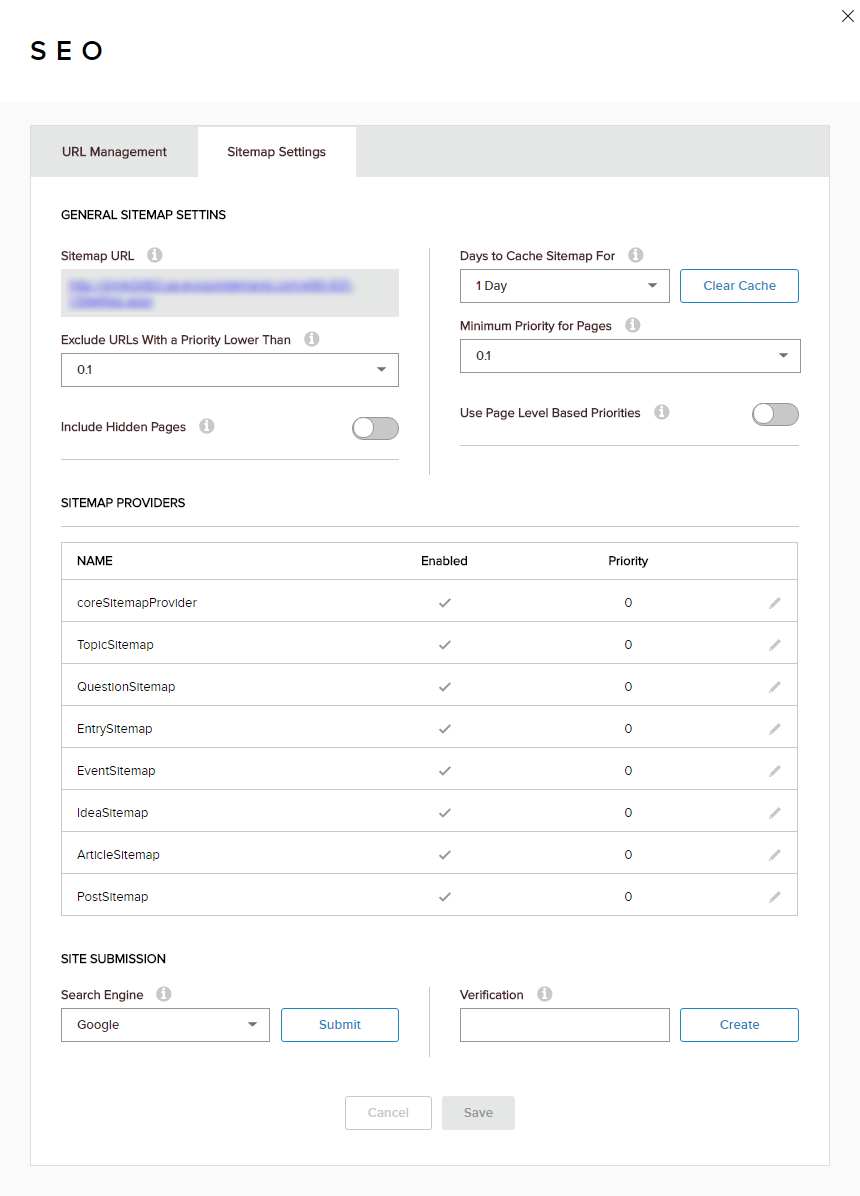 SEO
URL Management
Sitemap Settings
GENERAL SITEMAP SETTINS
Sitemap URL
Exclude URLs With a Priority Lower Than
0.1
Include Hidden Pages
Days to Cache Sitemap For
1 Day
Clear Cache
Minimum Priority for Pages
0.1
Use Page Level Based Priorities
SITEMAP PROVIDERS
NAME Enabled Priority
coreSitemapProvider 0
TopicSitemap 0
QuestionSitemap 0
EntrySitemap 0
EventSitemap 0
IdeaSitemap 0
ArticleSitemap 0
PostSitemap 0
SITE SUBMISSION
Search Engine
Google
Submit
Verification
Create
Cancel
Save